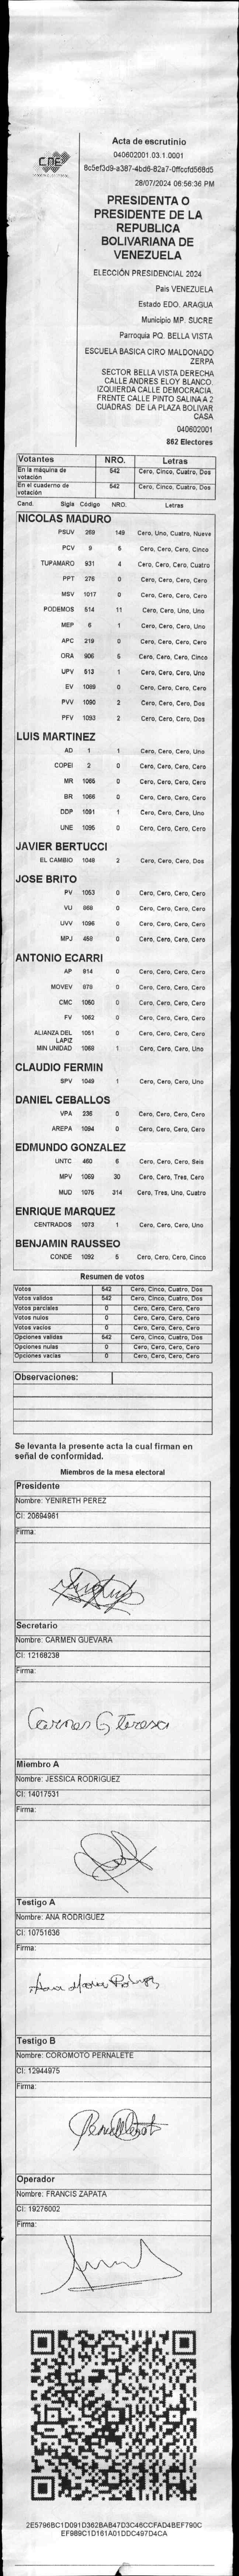 CNE
Acta de escrutinio
040602001.03.1.0001
8c5ef3d9-a387-4bd6-82a7-0ffccfd568d5
28/07/2024 06:56:36 PM
PRESIDENTA O
PRESIDENTE DE LA
REPUBLICA
BOLIVARIANA DE
VENEZUELA
ELECCIÓN PRESIDENCIAL 2024
País VENEZUELA
Estado EDO. ARAGUA
Municipio MP. SUCRE
Parroquia PQ. BELLA VISTA
ESCUELA BASICA CIRO MALDONADO
ZERPA
SECTOR BELLA VISTA DERECHA
CALLE ANDRES ELOY BLANCO.
IZQUIERDA CALLE DEMOCRACIA.
FRENTE CALLE PINTO SALINA A 2
CUADRAS DE LA PLAZA BOLIVAR
CASA
040602001
862 Electores
Votantes NRO. Letras
En la máquina de votación 542 Cero, Cinco, Cuatro, Dos
En el cuaderno de votación 542 Cero, Cinco, Cuatro, Dos
Cand. Sigla Código NRO. Letras
NICOLAS MADURO
PSUV 269 149 Cero, Uno, Cuatro, Nueve
PCV 9 5 Cero, Cero, Cero, Cinco
TUPAMARO 931 4 Cero, Cero, Cero, Cuatro
PPT 276 0 Cero, Cero, Cero, Cero
MSV 1017 0 Cero, Cero, Cero, Cero
PODEMOS 514 11 Cero, Cero, Uno, Uno
MEP 6 1 Cero, Cero, Cero, Uno
APC 219 0 Cero, Cero, Cero, Cero
ORA 906 5 Cero, Cero, Cero, Cinco
UPV 513 1 Cero, Cero, Cero, Uno
EV 1089 0 Cero, Cero, Cero, Cero
PVV 1090 2 Cero, Cero, Cero, Dos
PFV 1093 2 Cero, Cero, Cero, Dos
LUIS MARTINEZ
AD 1 1 Cero, Cero, Cero, Uno
COPEI 2 0 Cero, Cero, Cero, Cero
MR 1065 0 Cero, Cero, Cero, Cero
BR 1066 0 Cero, Cero, Cero, Cero
DDP 1091 1 Cero, Cero, Cero, Uno
UNE 1095 0 Cero, Cero, Cero, Cero
JAVIER BERTUCCI
EL CAMBIO 1048 2 Cero, Cero, Cero, Dos
JOSE BRITO
PV 1053 0 Cero, Cero, Cero, Cero
VU 868 0 Cero, Cero, Cero, Cero
UVV 1096 0 Cero, Cero, Cero, Cero
MPJ 458 0 Cero, Cero, Cero, Cero
ANTONIO ECARRI
AP 914 0 Cero, Cero, Cero, Cero
MOVEV 978 0 Cero, Cero, Cero, Cero
CMC 1050 0 Cero, Cero, Cero, Cero
FV 1062 0 Cero, Cero, Cero, Cero
ALIANZA DEL LAPIZ 1051 0 Cero, Cero, Cero, Cero
MIN UNIDAD 1069 1 Cero, Cero, Cero, Uno
CLAUDIO FERMIN
SPV 1049 1 Cero, Cero, Cero, Uno
DANIEL CEBALLOS
VPA 236 0 Cero, Cero, Cero, Cero
AREPA 1094 0 Cero, Cero, Cero, Cero
EDMUNDO GONZALEZ
UNTC 460 6 Cero, Cero, Cero, Seis
MPV 1059 30 Cero, Cero, Tres, Cero
MUD 1075 314 Cero, Tres, Uno, Cuatro
ENRIQUE MARQUEZ
CENTRADOS 1073 1 Cero, Cero, Cero, Uno
BENJAMIN RAUSSEO
CONDE 1092 5 Cero, Cero, Cero, Cinco
Resumen de votos
Votos 542 Cero, Cinco, Cuatro, Dos
Votos validos 542 Cero, Cinco, Cuatro, Dos
Votos parciales 0 Cero, Cero, Cero, Cero
Votos nulos 0 Cero, Cero, Cero, Cero
Votos vacios 0 Cero, Cero, Cero, Cero
Opciones validas 542 Cero, Cinco, Cuatro, Dos
Opciones nulas 0 Cero, Cero, Cero, Cero
Opciones vacias 0 Cero, Cero, Cero, Cero
Observaciones:
Se levanta la presente acta la cual firman en
señal de conformidad.
Miembros de la mesa electoral
Presidente
Nombre: YENIRETH PEREZ
CI: 20694961
Firma:
Secretario
Nombre: CARMEN GUEVARA
CI: 12168238
Firma:
Carmen G Teresa
Miembro A
Nombre: JESSICA RODRIGUEZ
CI: 14017531
Firma:
Testigo A
Nombre: ANA RODRIGUEZ
CI: 10751636
Firma:
Testigo B
Nombre: COROMOTO PERNALETE
CI: 12944975
Firma:
Operador
Nombre: FRANCIS ZAPATA
CI: 19276002
Firma:
2E5796BC1D091D362BAB47D3C46CCFAD4BEF790C
EF989C1D161A01DDC497D4CA